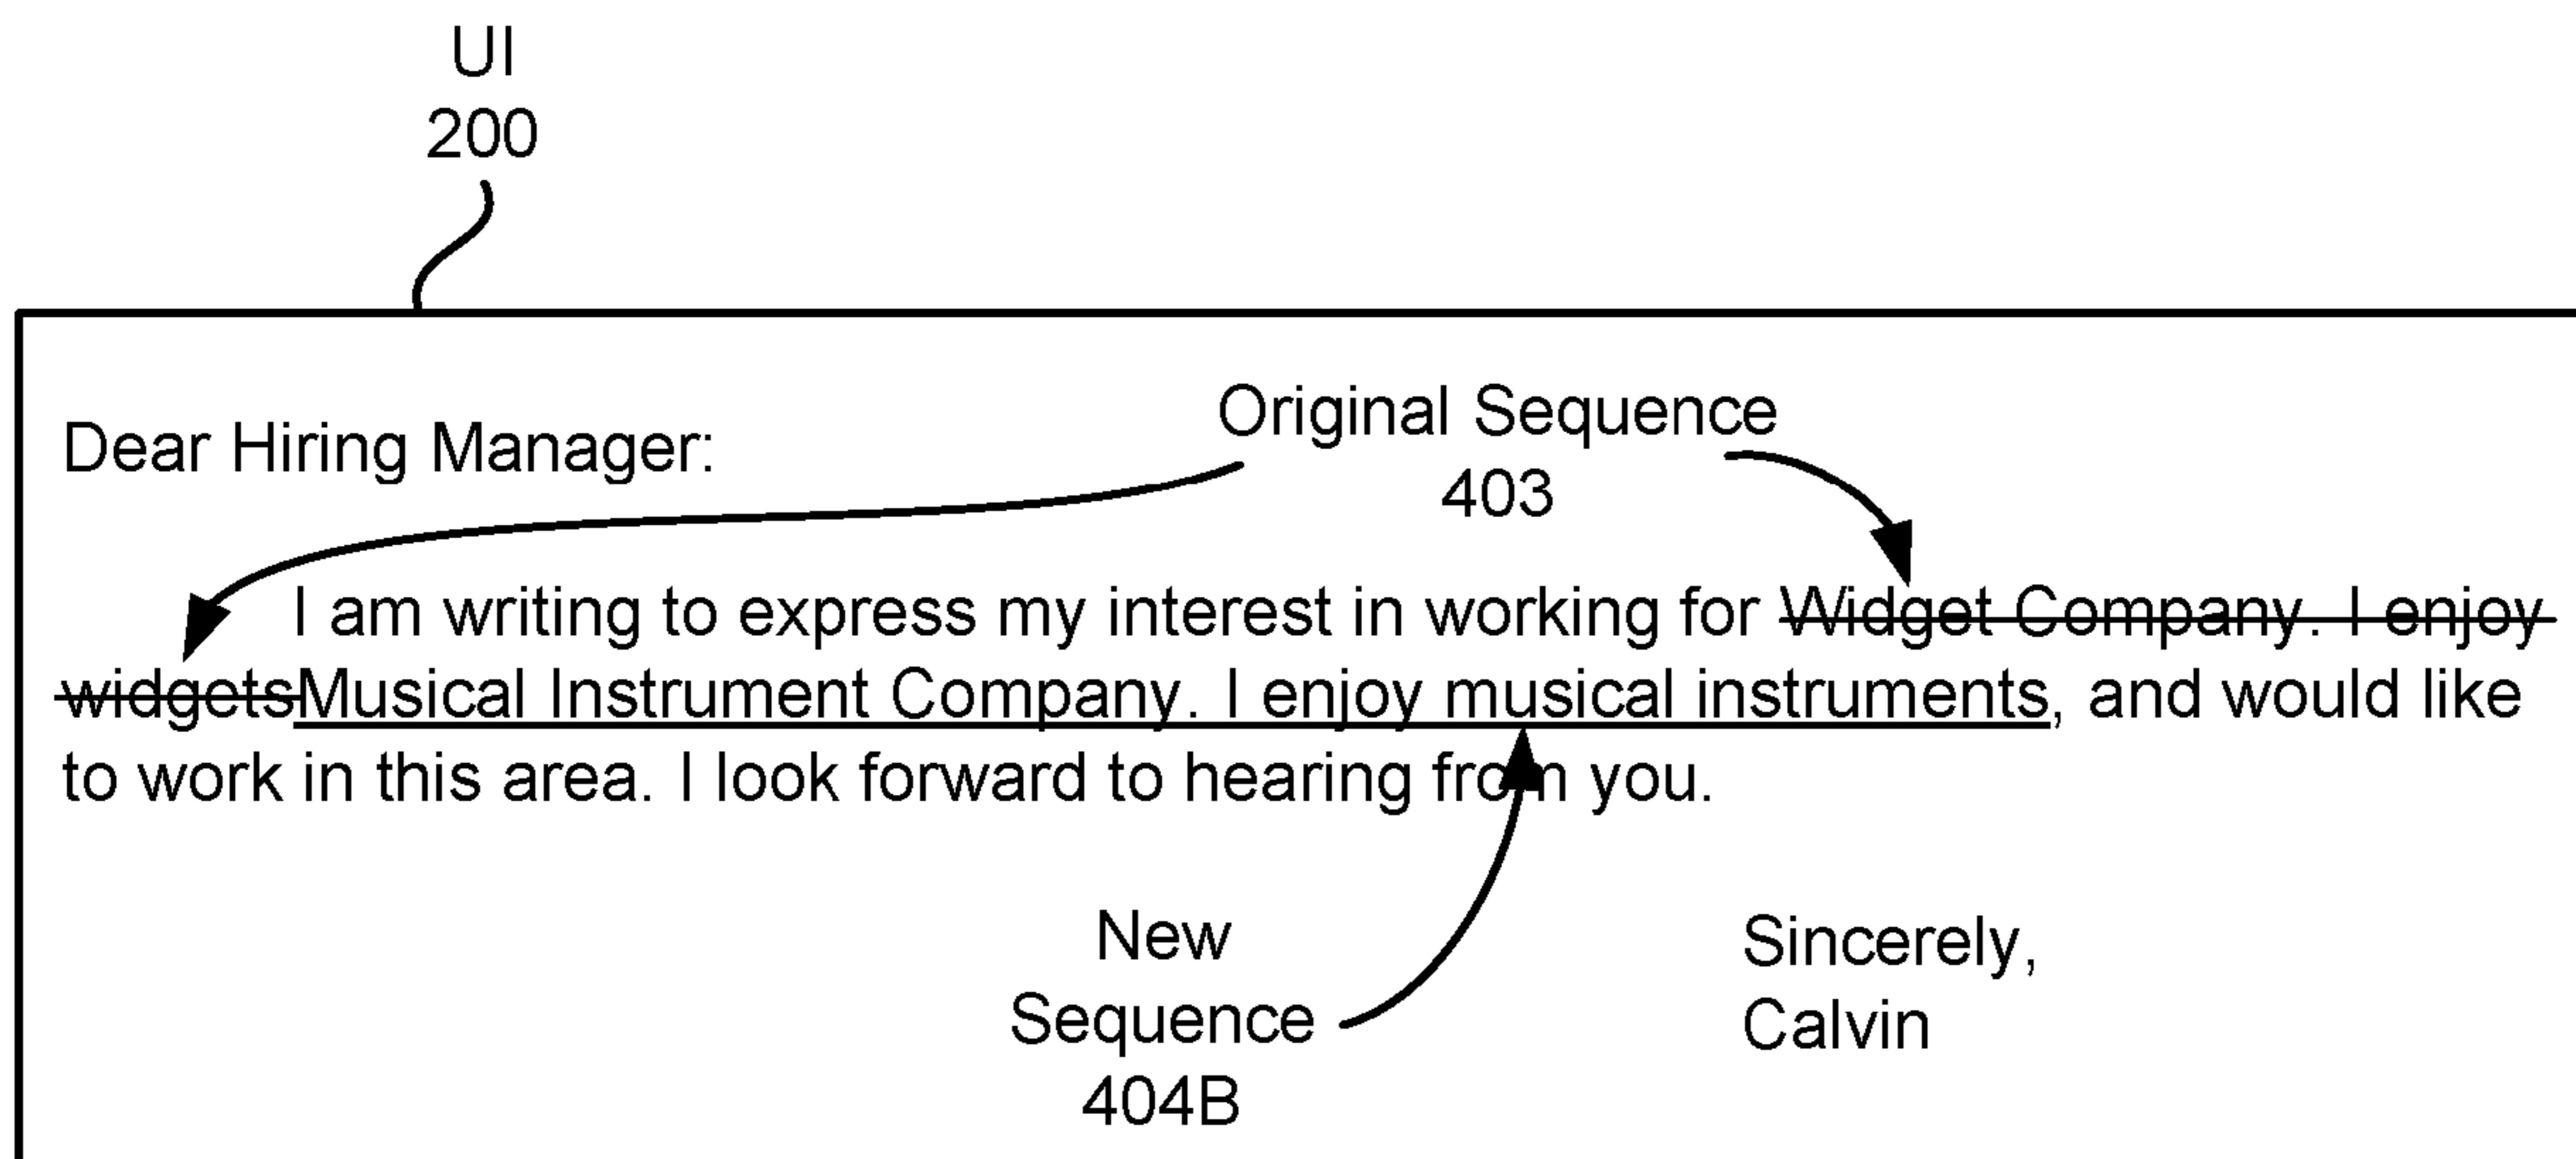 UI
200
Dear Hiring Manager:
Original Sequence
403
I am writing to express my interest in working for Widget Company. I enjoy
widgetsMusical Instrument Company. I enjoy musical instruments, and would like
to work in this area. I look forward to hearing from you.
New
Sequence
404B
Sincerely,
Calvin